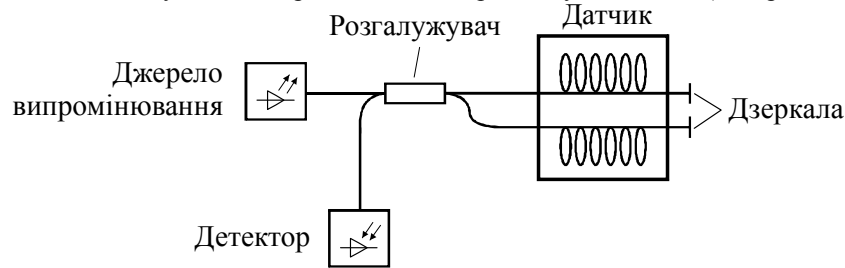 Датчик
Розгалужувач
Джерело
випромінювання
Дзеркала
Детектор